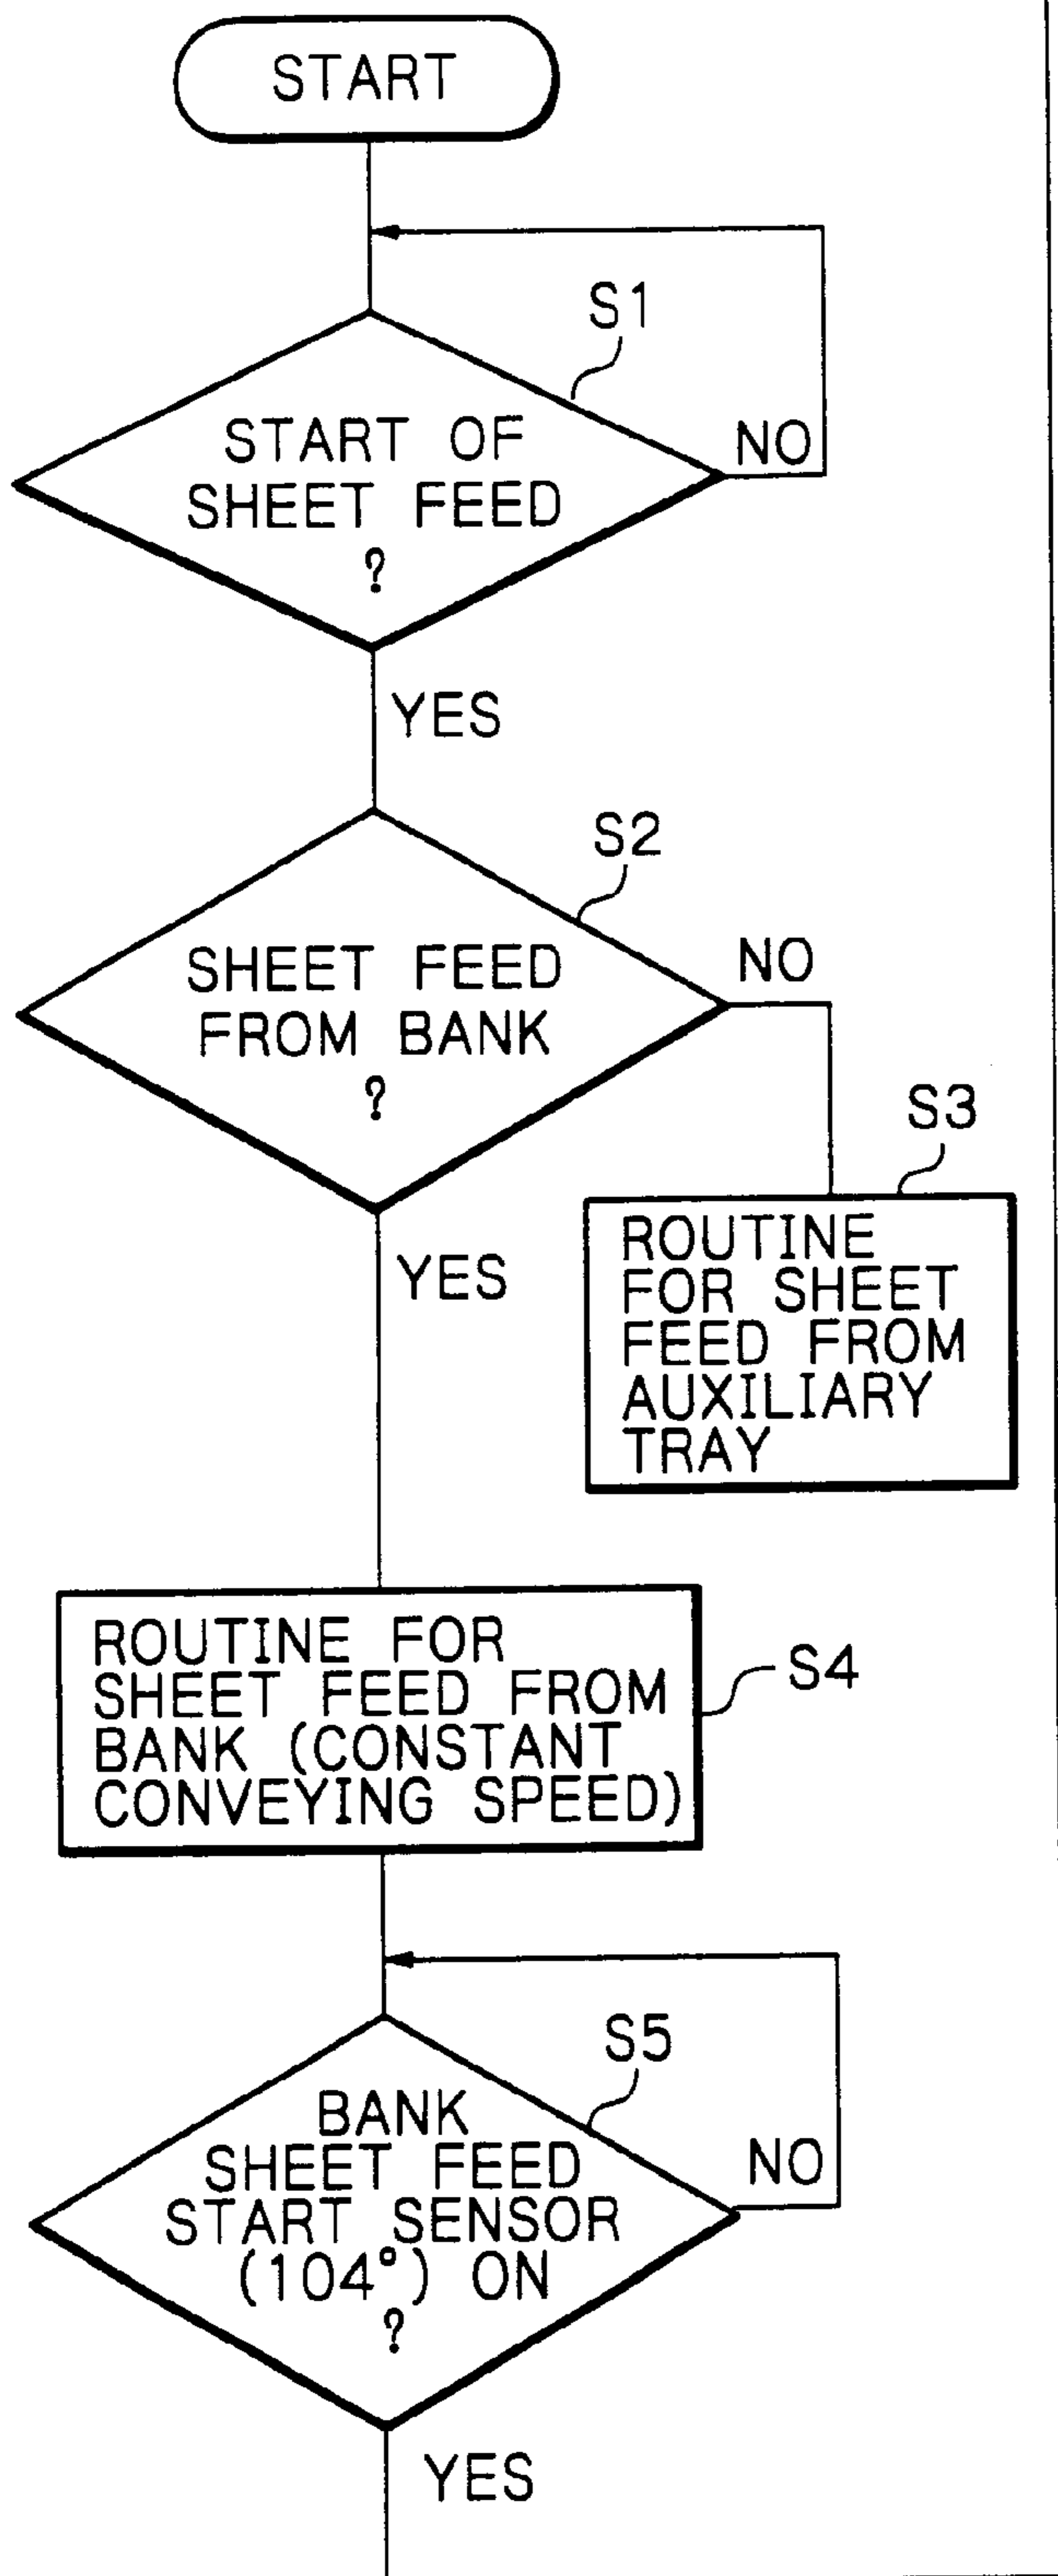 START
S1
START OF
SHEET FEED
?
NO
YES
S2
SHEET FEED
FROM BANK
?
NO
YES
S3
ROUTINE
FOR SHEET
FEED FROM
AUXILIARY
TRAY
ROUTINE FOR
SHEET FEED FROM
BANK (CONSTANT
CONVEYING SPEED)
S4
S5
BANK
SHEET FEED
START SENSOR
(104°) ON
?
NO
YES